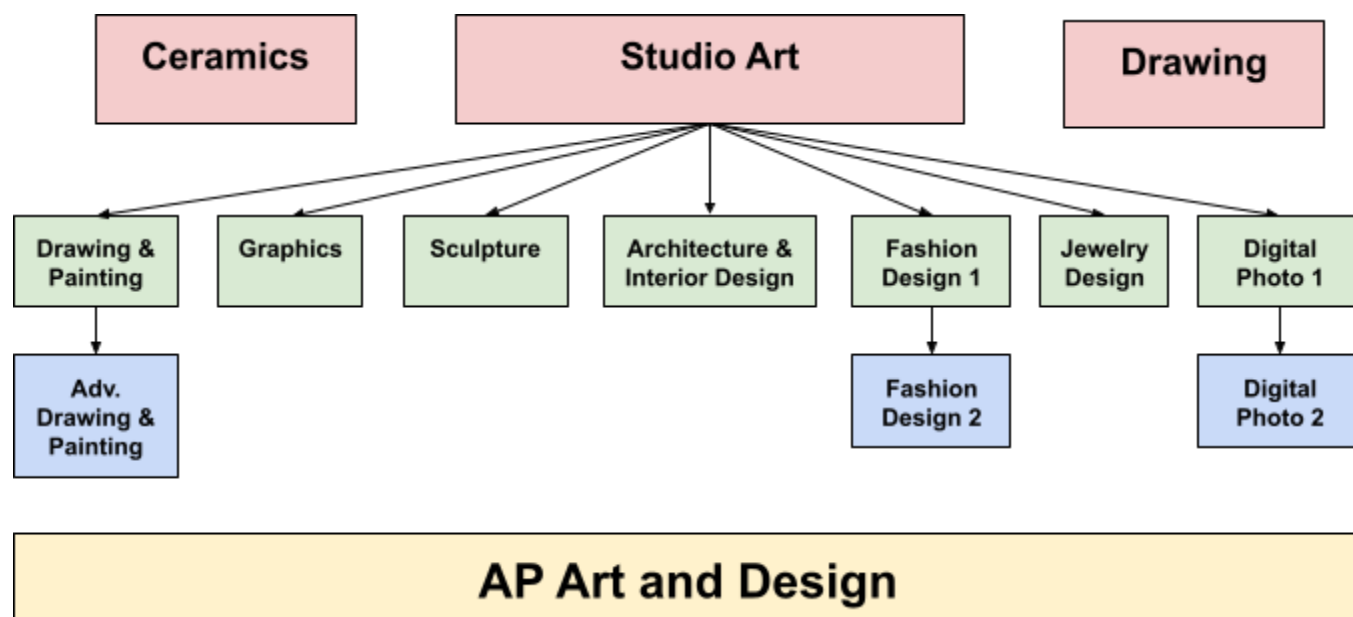 Ceramics
Studio Art
Drawing
Drawing &
Painting
Graphics
Sculpture
Architecture &
Interior Design
Fashion
Design 1
Jewelry
Design
Digital
Photo 1
Adv.
Drawing &
Painting
Fashion
Design 2
Digital
Photo 2
AP Art and Design